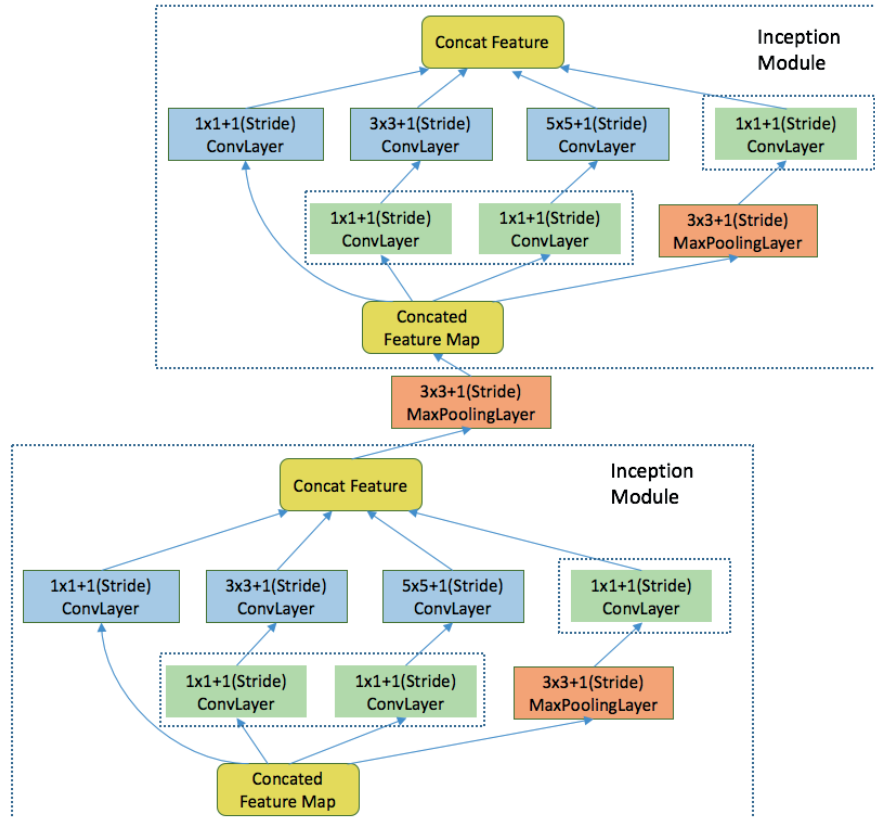 Concat Feature
Inception
Module
1x1+1(Stride)
ConvLayer
3x3+1(Stride)
ConvLayer
5x5+1(Stride)
ConvLayer
1x1+1(Stride)
ConvLayer
1x1+1(Stride)
ConvLayer
1x1+1(Stride)
ConvLayer
3x3+1(Stride)
MaxPoolingLayer
Concated
Feature Map
3x3+1(Stride)
MaxPoolingLayer
Concat Feature
Inception
Module
1x1+1(Stride)
ConvLayer
3x3+1(Stride)
ConvLayer
5x5+1(Stride)
ConvLayer
1x1+1(Stride)
ConvLayer
1x1+1(Stride)
ConvLayer
1x1+1(Stride)
ConvLayer
3x3+1(Stride)
MaxPoolingLayer
Concated
Feature Map